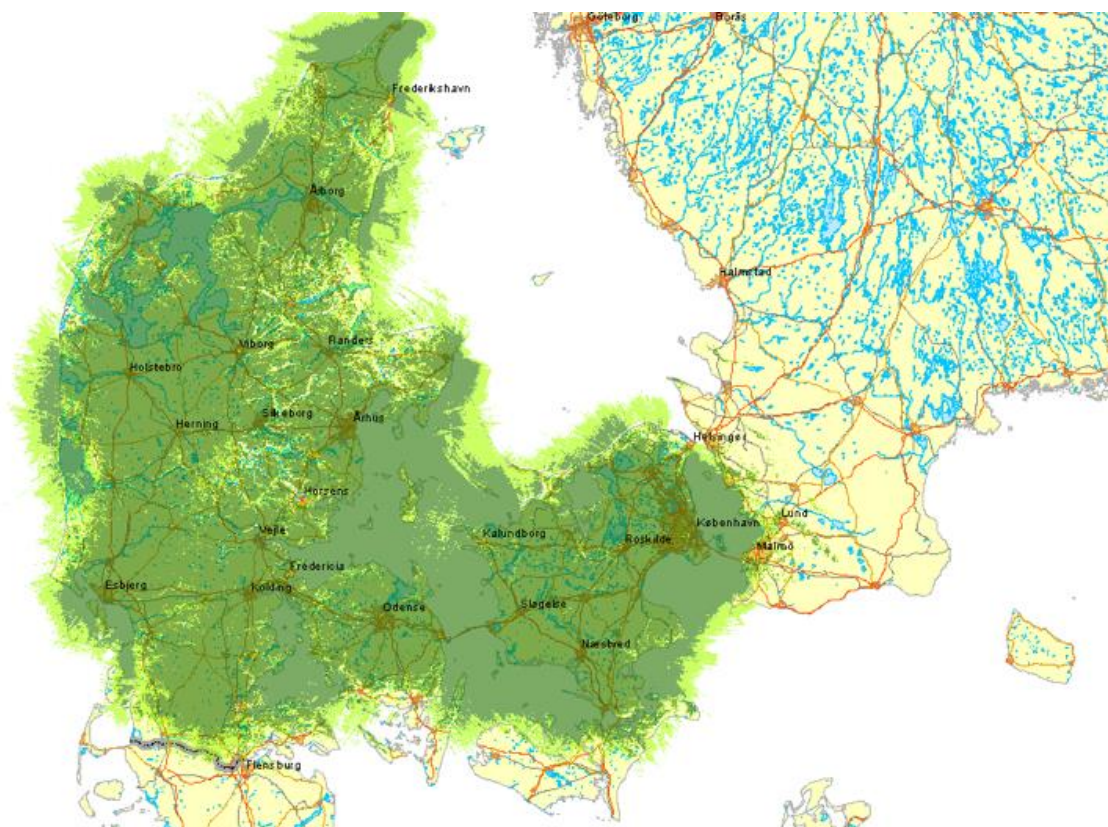 Göteborg
Borås
Frederikshavn
Ålborg
Halmstad
Viborg
Randers
Holstebro
Silkeborg
Århus
Herning
Helsingør
Horsens
Lund
København
Vejle
Kalundborg
Roskilde
Malmö
Fredericia
Esbjerg
Kolding
Odense
Slagelse
Næstved
Flensburg